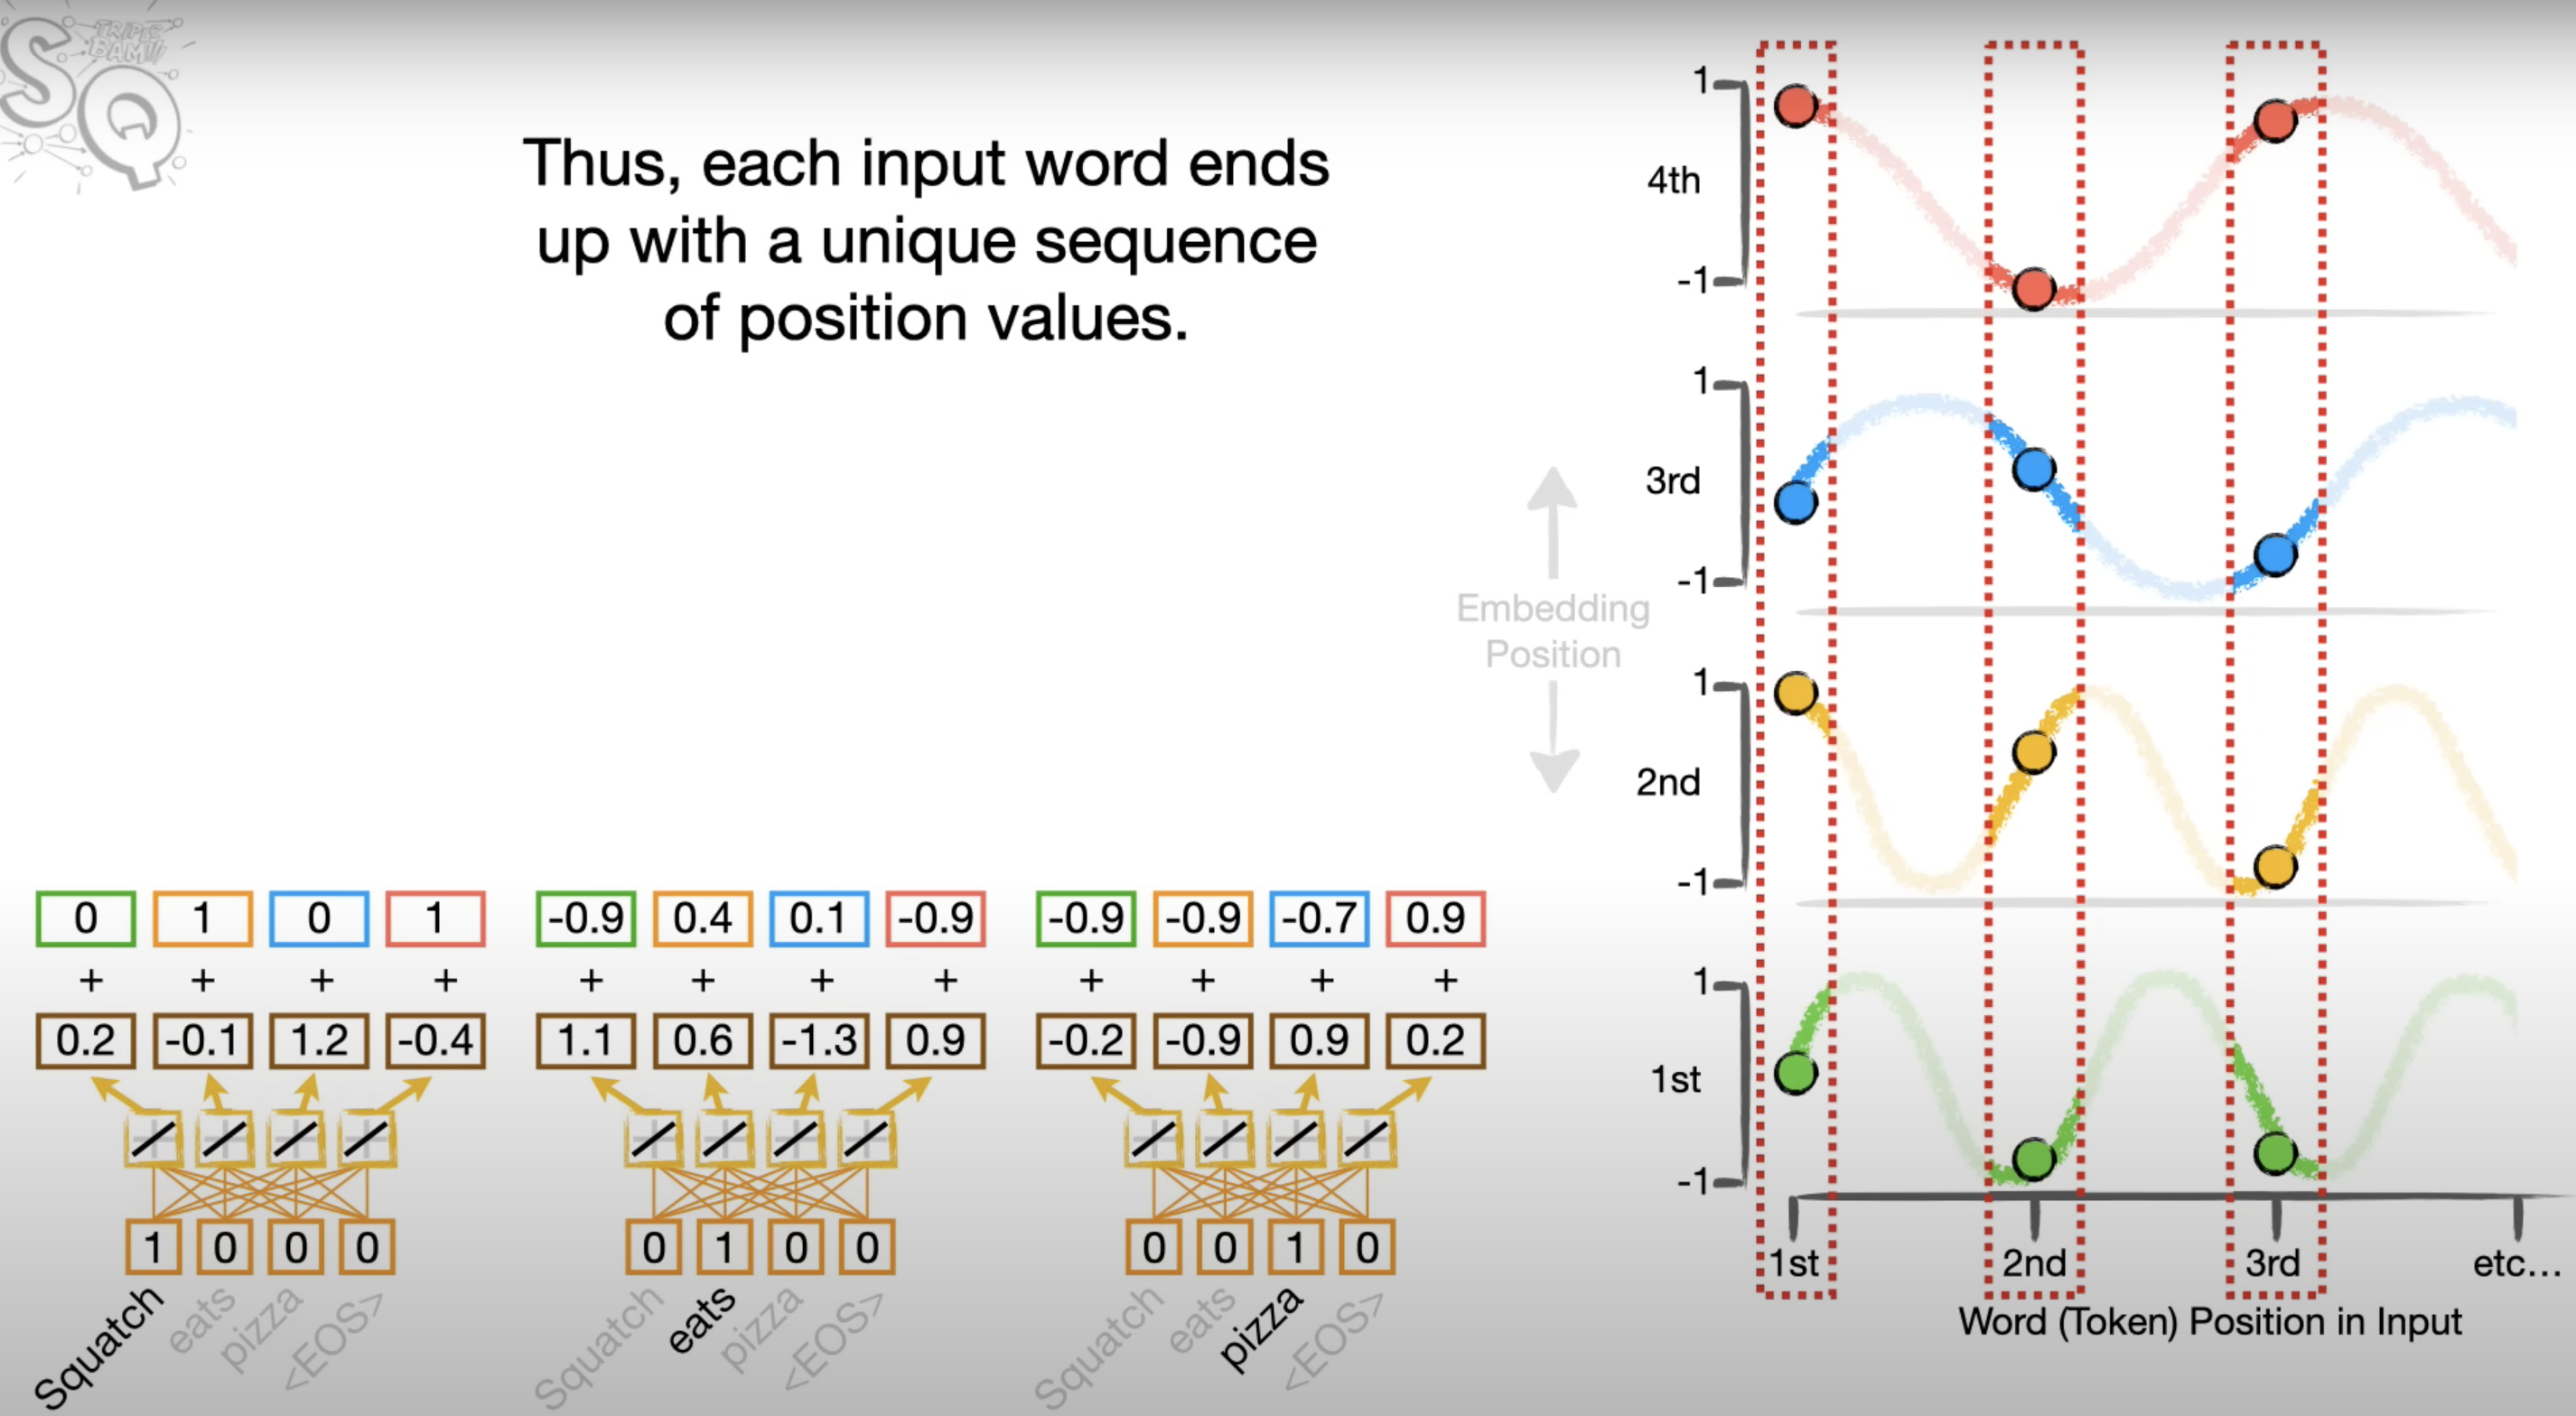 SQ
TRIPLE
BAM!!
Thus, each input word ends
up with a unique sequence
of position values.
0 1 0 1
+ + + +
0.2 -0.1 1.2 -0.4
1 0 0 0
Squatch eats pizza <EOS>
-0.9 0.4 0.1 -0.9
+ + + +
1.1 0.6 -1.3 0.9
0 1 0 0
Squatch eats pizza <EOS>
-0.9 -0.9 -0.7 0.9
+ + + +
-0.2 -0.9 0.9 0.2
0 0 1 0
Squatch eats pizza <EOS>
Embedding
Position
1
4th
-1
1
3rd
-1
1
2nd
-1
1
1st
-1
1st 2nd 3rd etc...
Word (Token) Position in Input